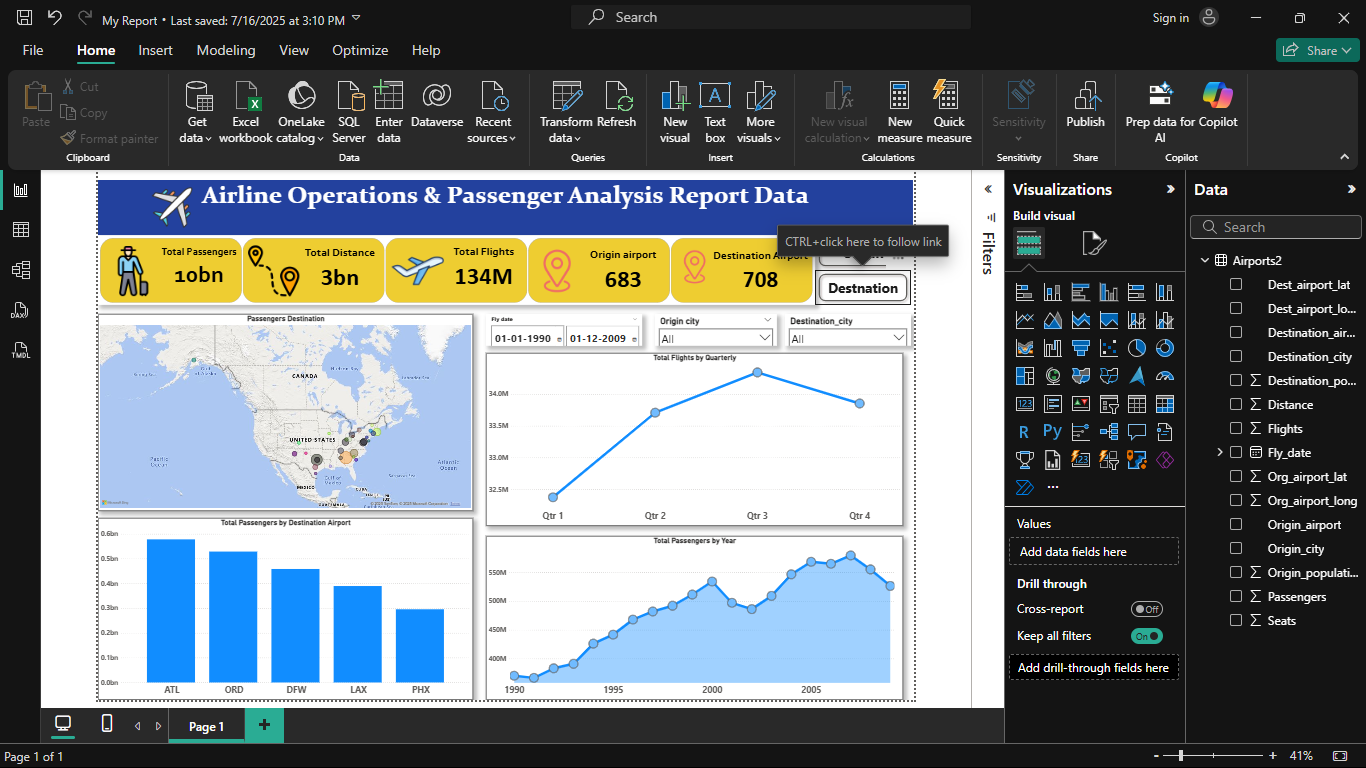 My Report • Last saved: 7/16/2025 at 3:10 PM
Search
Sign in
File Home Insert Modeling View Optimize Help
Share
Paste
Cut
Copy
Format painter
Clipboard
Get data
Excel workbook
OneLake catalog
SQL Server
Enter data
Dataverse
Recent sources
Data
Transform data
Refresh
Queries
New visual
Text box
More visuals
Insert
New visual calculation
New measure
Quick measure
Calculations
Sensitivity
Sensitivity
Publish
Share
Prep data for AI
Copilot
Copilot
DAX
TMDL
Airline Operations & Passenger Analysis Report Data
Total Passengers
10bn
Total Distance
3bn
Total Flights
134M
Origin airport
683
Destination Airport
708
CTRL+click here to follow link
Destnation
Passengers Destination
CANADA
UNITED STATES
MEXICO
Pacific Ocean
Atlantic Ocean
Gulf of Mexico
Fly date
01-01-1990
01-12-2009
Origin city
All
Destination_city
All
Total Flights by Quarterly
34.0M
33.5M
33.0M
32.5M
Qtr 1 Qtr 2 Qtr 3 Qtr 4
Total Passengers by Destination Airport
0.6bn
0.5bn
0.4bn
0.3bn
0.2bn
0.1bn
0.0bn
ATL ORD DFW LAX PHX
Total Passengers by Year
550M
500M
450M
400M
1990 1995 2000 2005
Filters
Visualizations
Build visual
123
R
Py
123
...
Values
Add data fields here
Drill through
Cross-report
Off
Keep all filters
On
Add drill-through fields here
Data
Search
Airports2
Dest_airport_lat
Dest_airport_lo...
Destination_air...
Destination_city
Destination_po...
Distance
Flights
Fly_date
Org_airport_lat
Org_airport_long
Origin_airport
Origin_city
Origin_populati...
Passengers
Seats
Page 1
+
Page 1 of 1
- + 41%